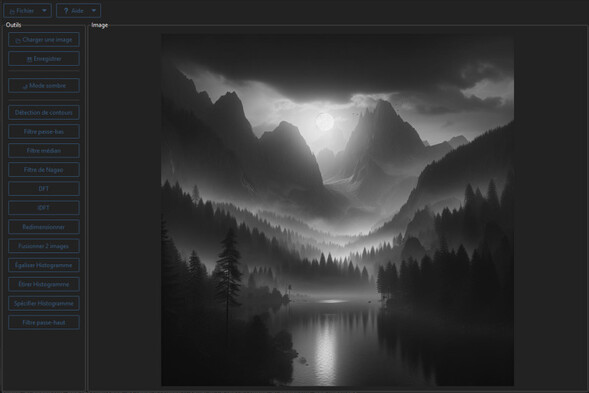 Fichier
Aide
Outils
Image
Charger une image
Enregistrer
Mode sombre
Détection de contours
Filtre passe-bas
Filtre médian
Filtre de Nagao
DFT
IDFT
Redimensionner
Fusionner 2 images
Égaliser Histogramme
Étirer Histogramme
Spécifier Histogramme
Filtre passe-haut